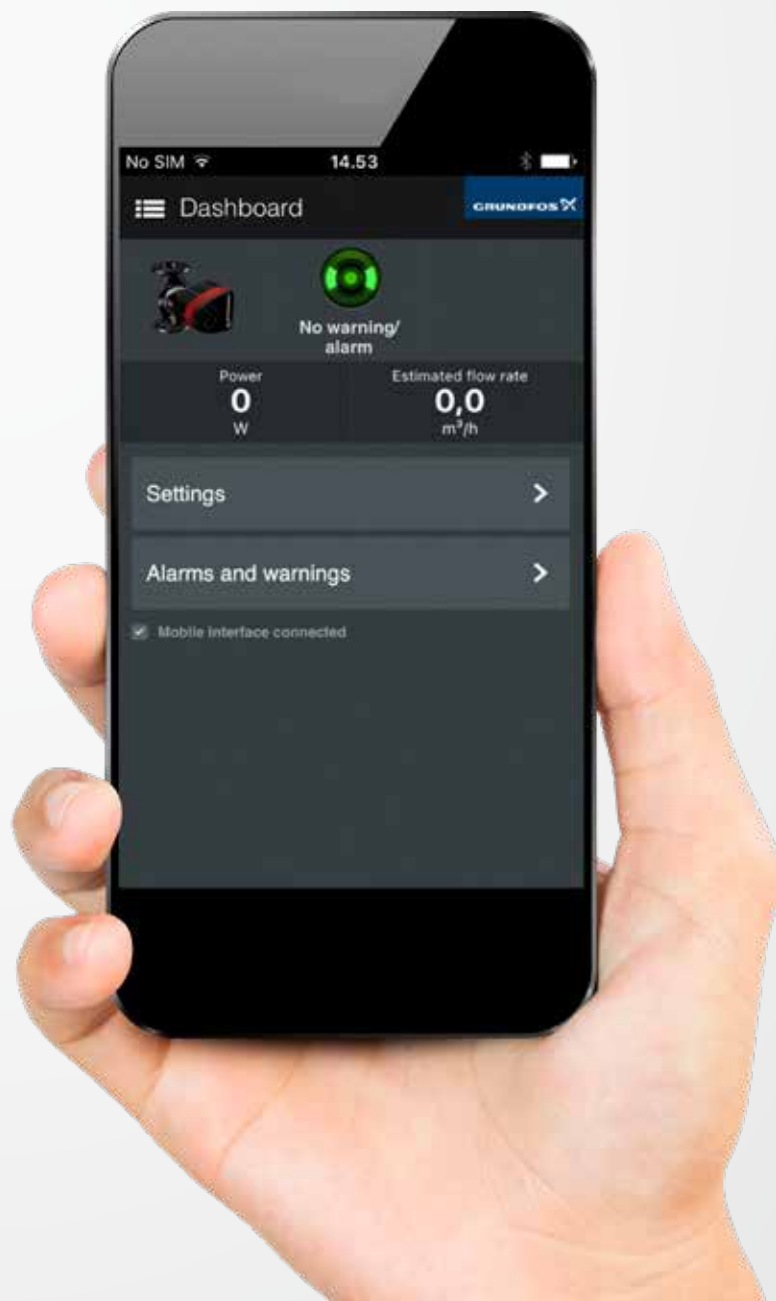 No SIM 14.53
Dashboard GRUNDFOS
No warning/
alarm
Power Estimated flow rate
0 0,0
W m³/h
Settings
Alarms and warnings
Mobile interface connected